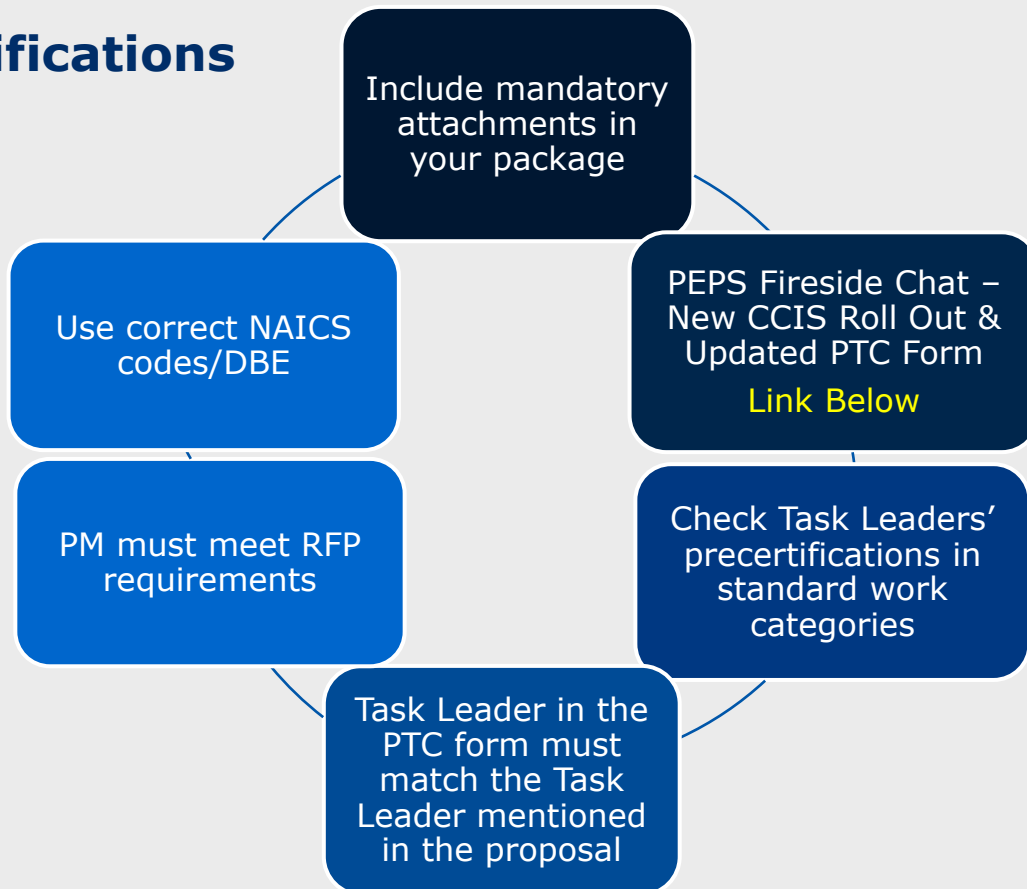 ifications
Include mandatory
attachments in
your package
PEPS Fireside Chat –
New CCIS Roll Out &
Updated PTC Form
Link Below
Check Task Leaders’
precertifications in
standard work
categories
Task Leader in the
PTC form must
match the Task
Leader mentioned
in the proposal
PM must meet RFP
requirements
Use correct NAICS
codes/DBE